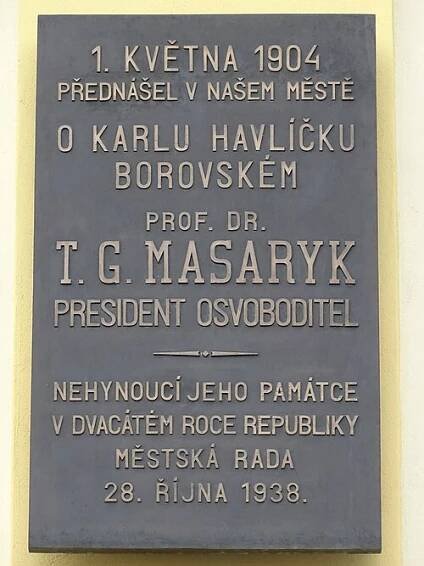 1. KVĚTNA 1904
PŘEDNÁŠEL V NAŠEM MĚSTĚ
O KARLU HAVLÍČKU
BOROVSKÉM
PROF. DR.
T. G. MASARYK
PRESIDENT OSVOBODITEL
NEHYNOUCÍ JEHO PAMÁTCE
V DVACÁTÉM ROCE REPUBLIKY
MĚSTSKÁ RADA
28. ŘÍJNA 1938.